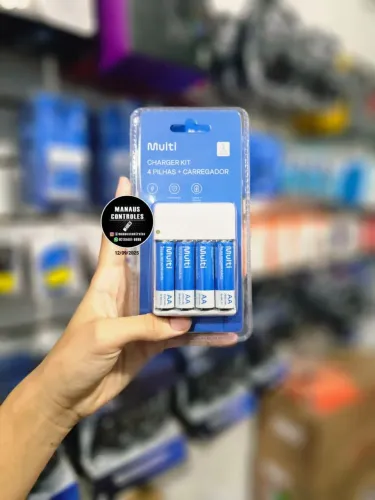 Multi
CHARGER KIT
4 PILHAS + CARREGADOR
MANAUS
CONTROLES
12/09/2023
Multi
Multi
Multi
Multi
AA
AA
AA
AA